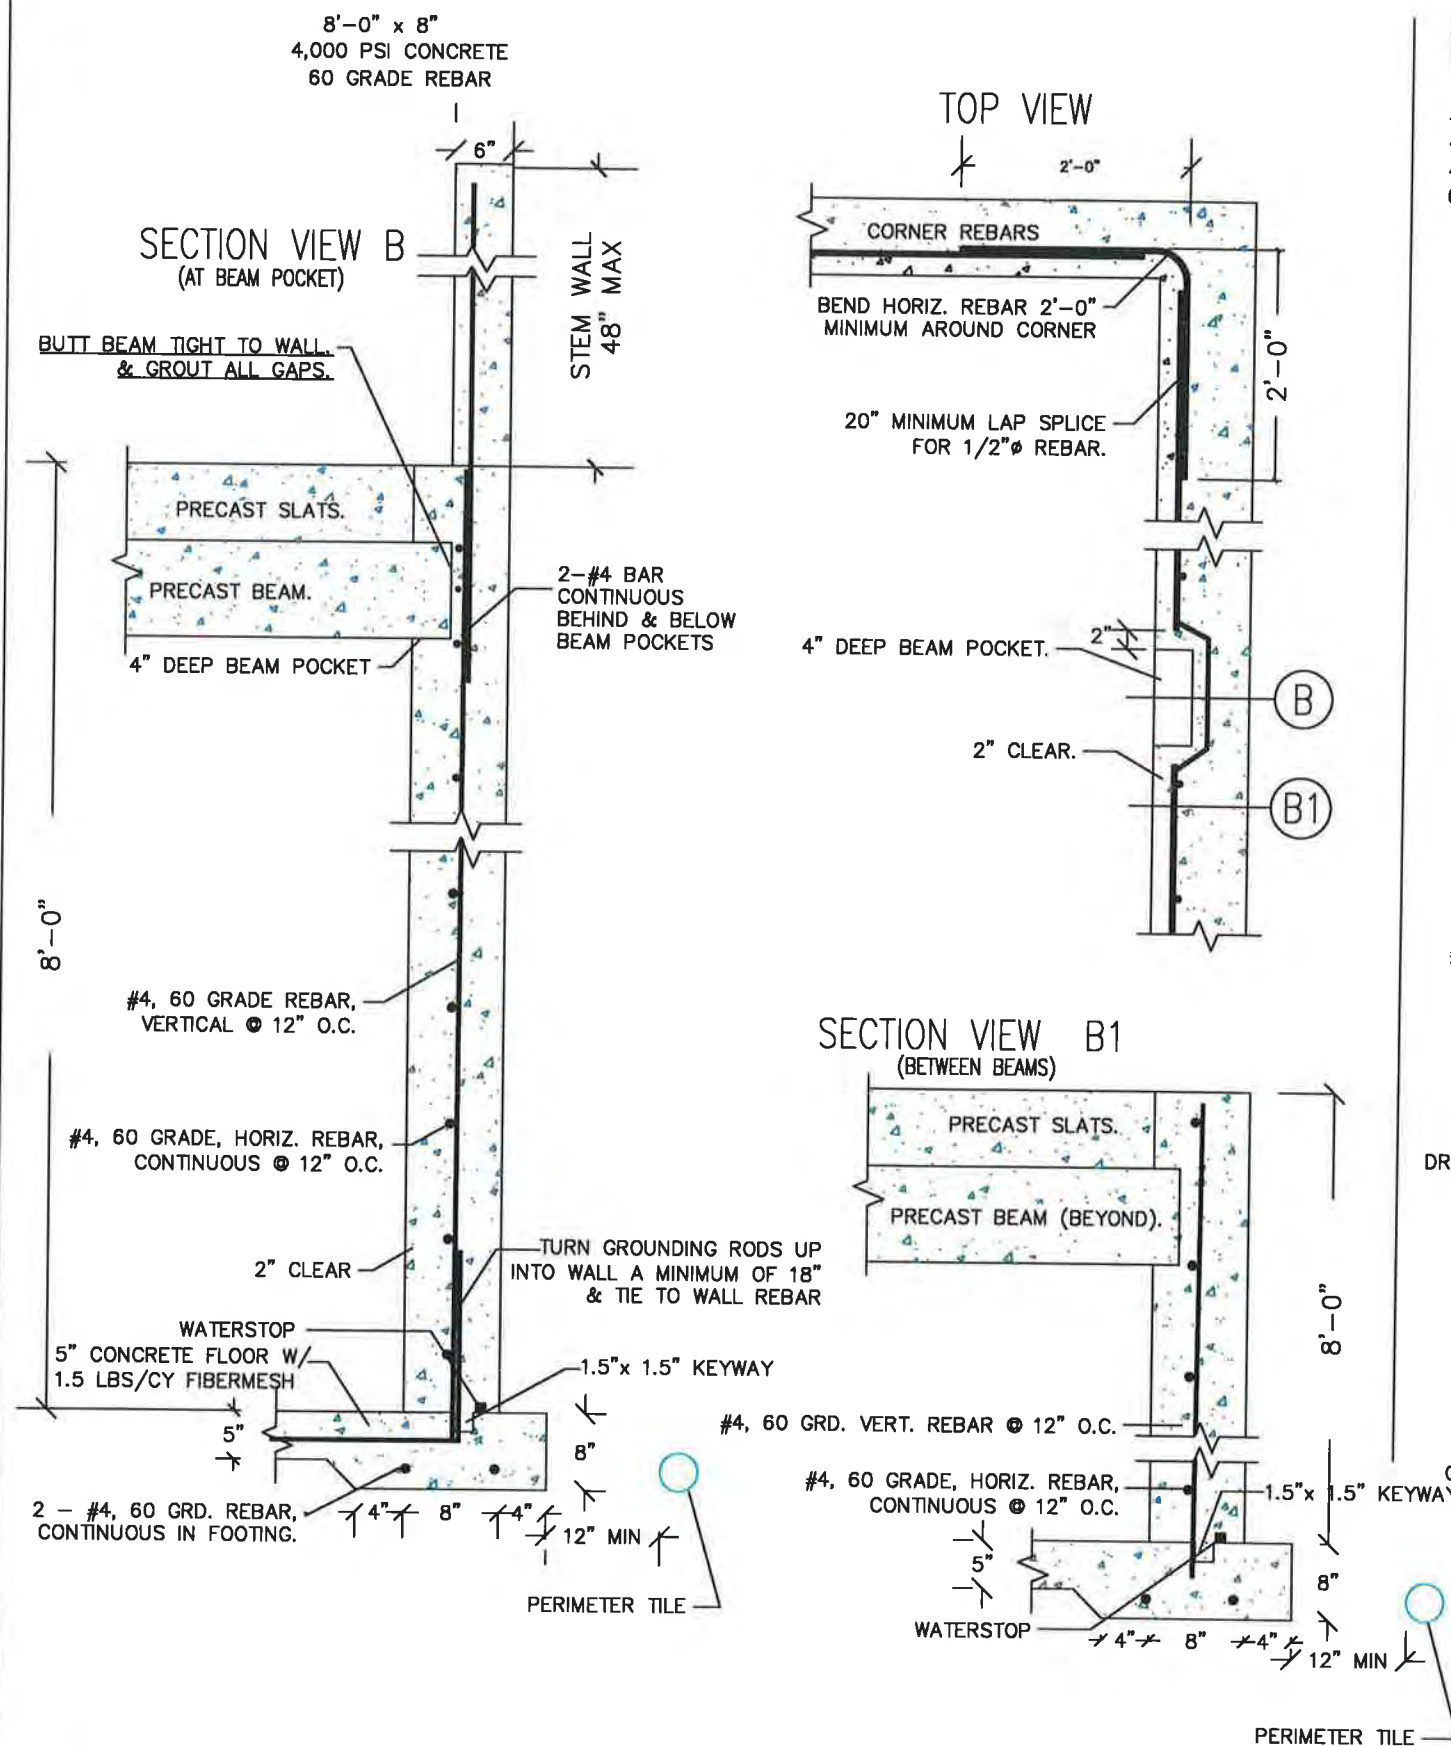 8'-0" x 8"
4,000 PSI CONCRETE
60 GRADE REBAR
6"
SECTION VIEW B
(AT BEAM POCKET)
STEM WALL
48" MAX
BUTT BEAM TIGHT TO WALL.
& GROUT ALL GAPS.
PRECAST SLATS.
PRECAST BEAM.
2-#4 BAR
CONTINUOUS
BEHIND & BELOW
BEAM POCKETS
4" DEEP BEAM POCKET
8'-0"
#4, 60 GRADE REBAR,
VERTICAL @ 12" O.C.
#4, 60 GRADE, HORIZ. REBAR,
CONTINUOUS @ 12" O.C.
2" CLEAR
TURN GROUNDING RODS UP
INTO WALL A MINIMUM OF 18"
& TIE TO WALL REBAR
WATERSTOP
5" CONCRETE FLOOR W/
1.5 LBS/CY FIBERMESH
1.5"x 1.5" KEYWAY
5"
8"
2 - #4, 60 GRD. REBAR,
CONTINUOUS IN FOOTING.
4"
8"
4"
12" MIN
PERIMETER TILE
TOP VIEW
2'-0"
CORNER REBARS
BEND HORIZ. REBAR 2'-0"
MINIMUM AROUND CORNER
2'-0"
20" MINIMUM LAP SPLICE
FOR 1/2"ø REBAR.
2"
4" DEEP BEAM POCKET.
B
2" CLEAR.
B1
SECTION VIEW B1
(BETWEEN BEAMS)
PRECAST SLATS.
PRECAST BEAM (BEYOND).
8'-0"
#4, 60 GRD. VERT. REBAR @ 12" O.C.
#4, 60 GRADE, HORIZ. REBAR,
CONTINUOUS @ 12" O.C.
1.5"x 1.5" KEYWAY
5"
8"
WATERSTOP
4"
8"
4"
12" MIN
PERIMETER TILE
DR